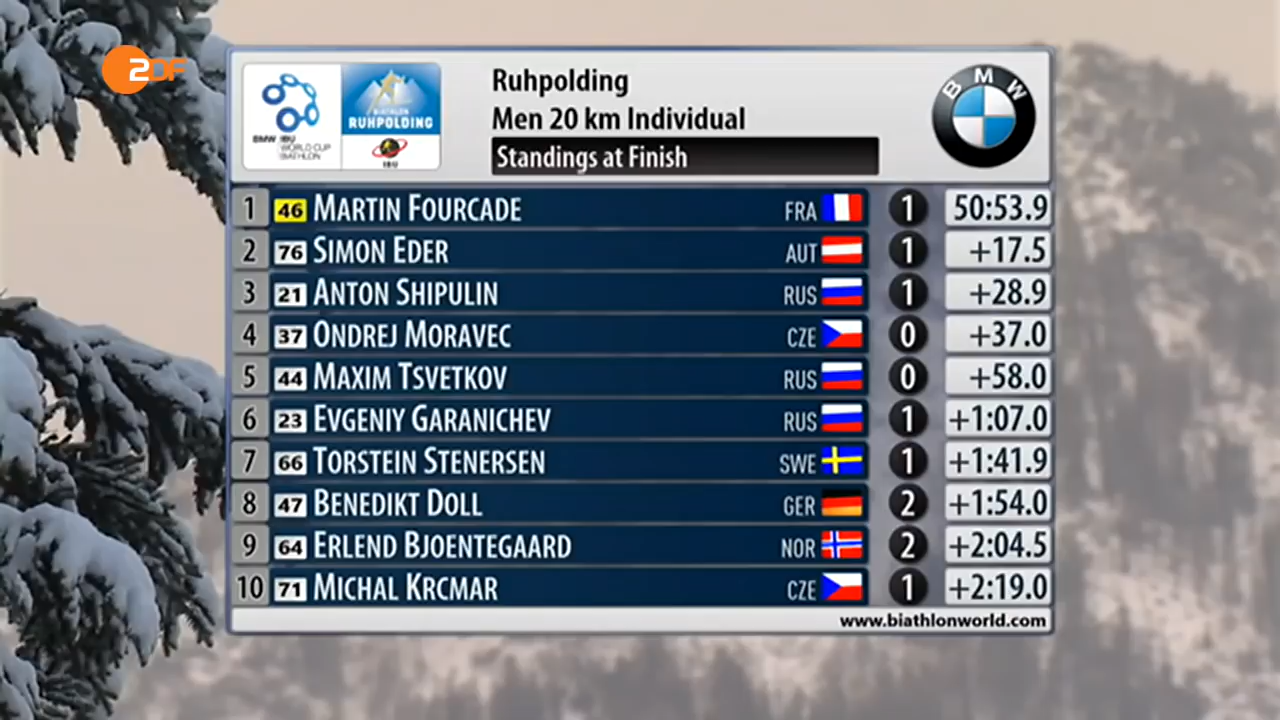 ZDF
BMW IBU
WORLD CUP
BIATHLON
BIATHLON
RUHPOLDING
IBU
Ruhpolding
Men 20 km Individual
Standings at Finish
BMW
1 46 MARTIN FOURCADE FRA 1 50:53.9
2 76 SIMON EDER AUT 1 +17.5
3 21 ANTON SHIPULIN RUS 1 +28.9
4 37 ONDREJ MORAVEC CZE 0 +37.0
5 44 MAXIM TSVETKOV RUS 0 +58.0
6 23 EVGENIY GARANICHEV RUS 1 +1:07.0
7 66 TORSTEIN STENERSEN SWE 1 +1:41.9
8 47 BENEDIKT DOLL GER 2 +1:54.0
9 64 ERLEND BJOENTEGAARD NOR 2 +2:04.5
10 71 MICHAL KRCMAR CZE 1 +2:19.0
www.biathlonworld.com